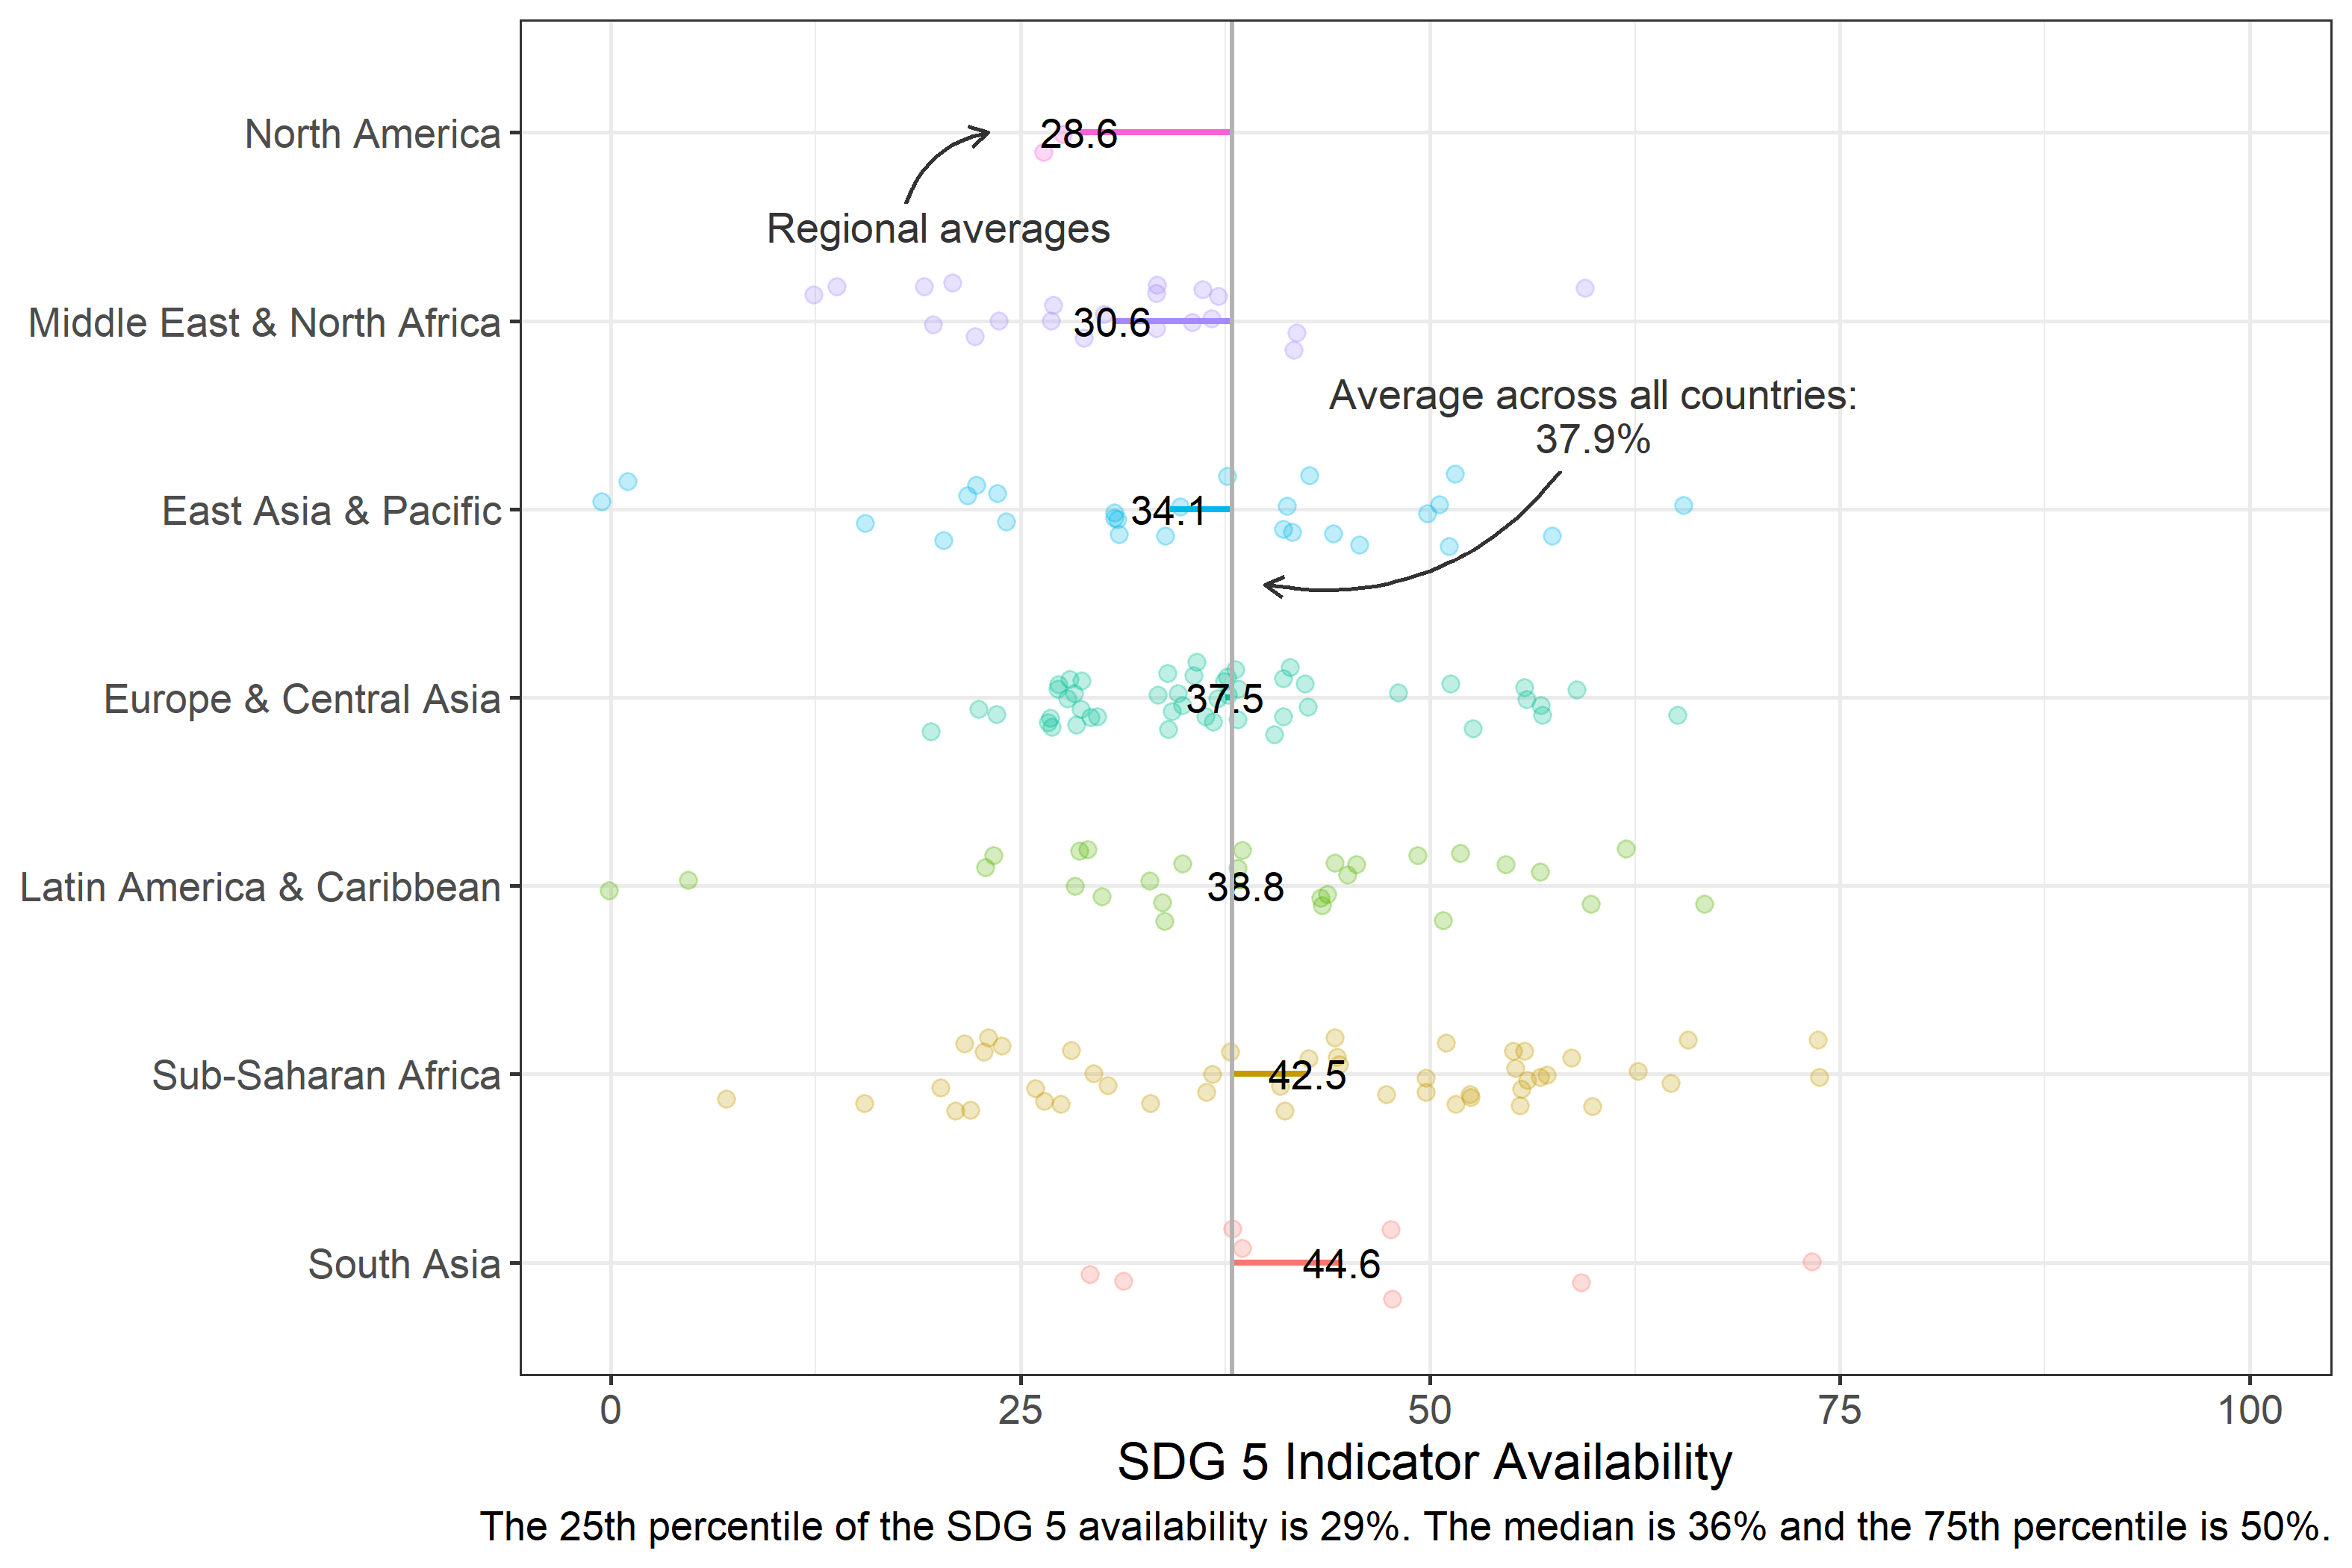 North America
28.6
Regional averages
Middle East & North Africa
30.6
Average across all countries:
37.9%
East Asia & Pacific
34.1
Europe & Central Asia
37.5
Latin America & Caribbean
38.8
Sub-Saharan Africa
42.5
South Asia
44.6
0 25 50 75 100
SDG 5 Indicator Availability
The 25th percentile of the SDG 5 availability is 29%. The median is 36% and the 75th percentile is 50%.